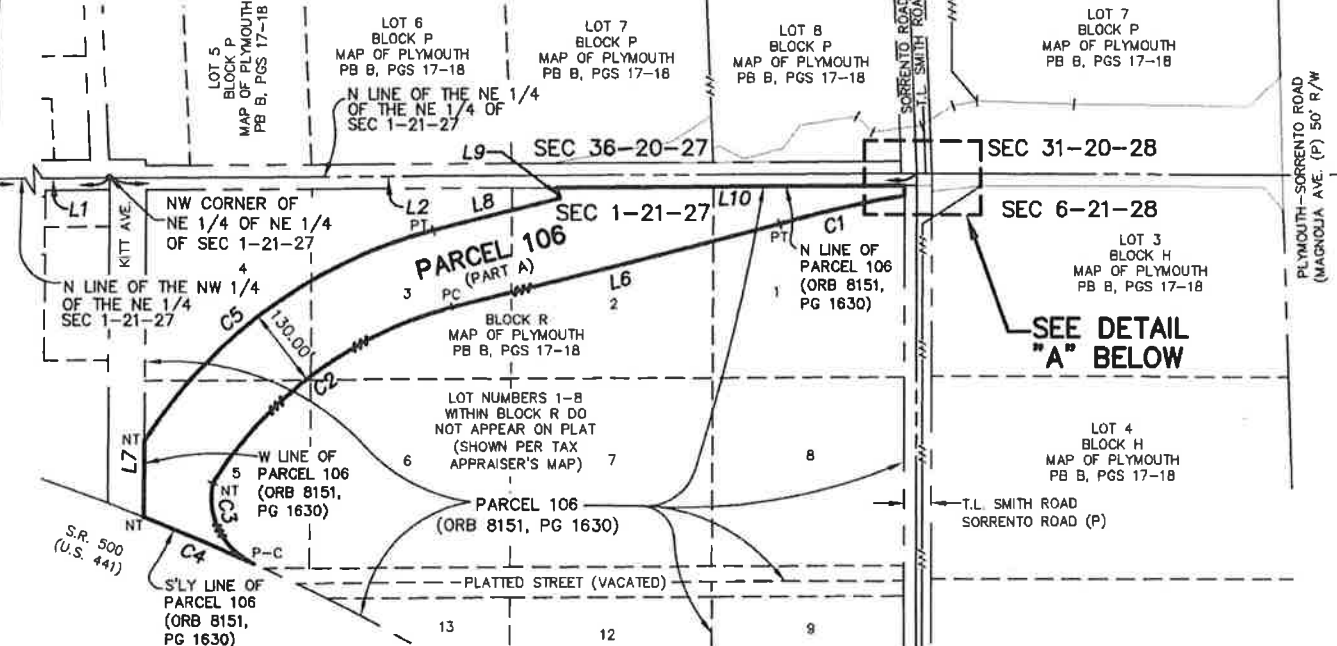 LOT 5
BLOCK P
MAP OF PLYMOUTH
PB B, PGS 17-18
LOT 6
BLOCK P
MAP OF PLYMOUTH
PB B, PGS 17-18
LOT 7
BLOCK P
MAP OF PLYMOUTH
PB B, PGS 17-18
LOT 8
BLOCK P
MAP OF PLYMOUTH
PB B, PGS 17-18
SORRENTO ROAD
T.L. SMITH ROAD
LOT 7
BLOCK P
MAP OF PLYMOUTH
PB B, PGS 17-18
PLYMOUTH-SORRENTO ROAD
(MAGNOLIA AVE. (P) 50' R/W
N LINE OF THE NE 1/4
OF THE NE 1/4 OF
SEC 1-21-27
L9
SEC 36-20-27
SEC 31-20-28
L1
KITT AVE.
NW CORNER OF
NE 1/4 OF NE 1/4
OF SEC 1-21-27
L2
L8
PT
SEC 1-21-27
L10
PT
C1
SEC 6-21-28
N LINE OF THE NW 1/4
OF THE NE 1/4
SEC 1-21-27
4
PARCEL 106
(PART A)
L6
N LINE OF
PARCEL 106
(ORB 8151,
PG 1630)
LOT 3
BLOCK H
MAP OF PLYMOUTH
PB B, PGS 17-18
C5
130.00'
3
PC
2
1
BLOCK R
MAP OF PLYMOUTH
PB B, PGS 17-18
SEE DETAIL
"A" BELOW
C2
LOT NUMBERS 1-8
WITHIN BLOCK R DO
NOT APPEAR ON PLAT
(SHOWN PER TAX
APPRAISER'S MAP)
NT
L7
W LINE OF
PARCEL 106
(ORB 8151,
PG 1630)
5
6
7
8
LOT 4
BLOCK H
MAP OF PLYMOUTH
PB B, PGS 17-18
NT
C3
PARCEL 106
(ORB 8151, PG 1630)
T.L. SMITH ROAD
SORRENTO ROAD (P)
NT
S.R. 500
(U.S. 441)
C4
P-C
S'LY LINE OF
PARCEL 106
(ORB 8151,
PG 1630)
PLATTED STREET (VACATED)
13
12
9